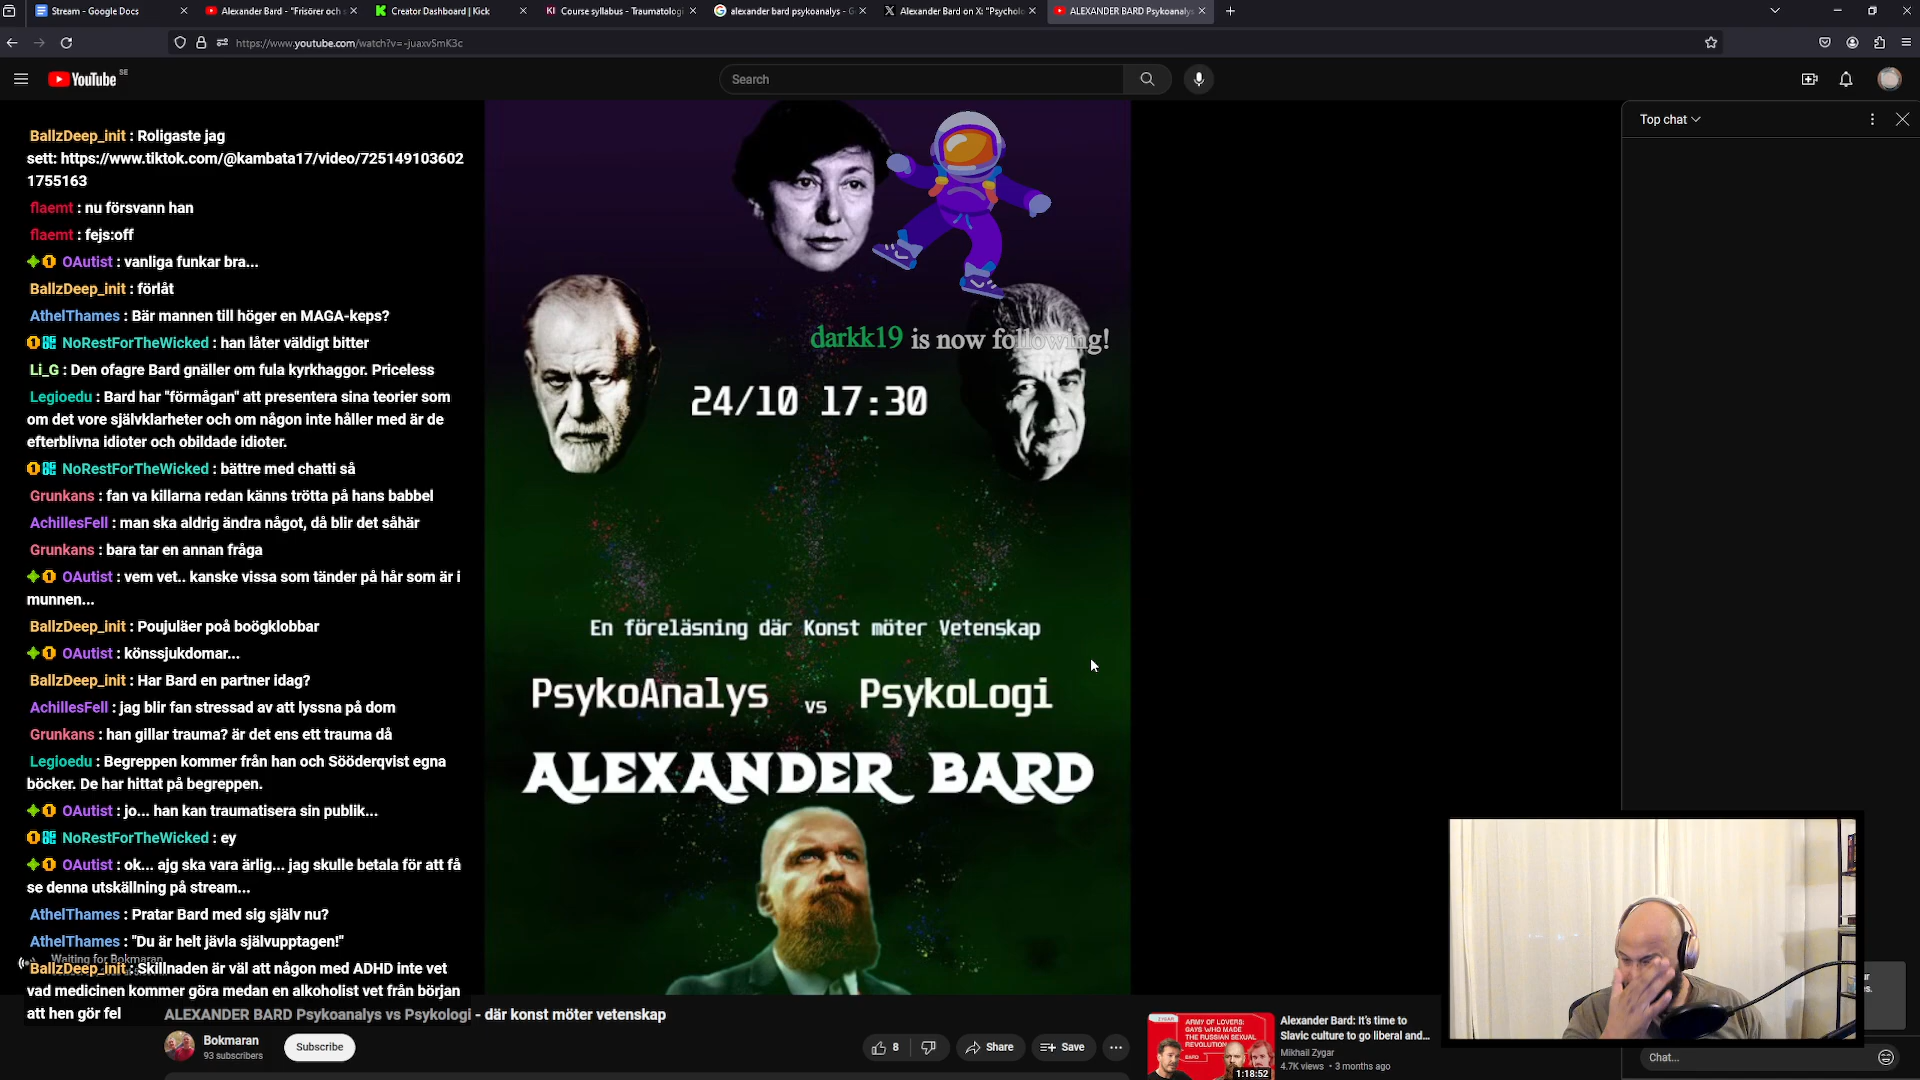 Stream - Google Docs
Alexander Bard - "Frisörer och s
Creator Dashboard | Kick
Course syllabus - Traumatologi
alexander bard psykoanalys - G
Alexander Bard on X: "Psycholo
ALEXANDER BARD Psykoanalys
https://www.youtube.com/watch?v=-juaxvSmK3c
YouTube SE
Search
Top chat
BallzDeep_init : Roligaste jag
sett: https://www.tiktok.com/@kambata17/video/725149103602
1755163
flaemt : nu försvann han
flaemt : fejs:off
OAutist : vanliga funkar bra...
BallzDeep_init : förlåt
AthelThames : Bär mannen till höger en MAGA-keps?
NoRestForTheWicked : han låter väldigt bitter
Li_G : Den ofagre Bard gnäller om fula kyrkhaggor. Priceless
Legioedu : Bard har "förmågan" att presentera sina teorier som
om det vore självklarheter och om någon inte håller med är de
efterblivna idioter och obildade idioter.
NoRestForTheWicked : bättre med chatti så
Grunkans : fan va killarna redan känns trötta på hans babbel
AchillesFell : man ska aldrig ändra något, då blir det såhär
Grunkans : bara tar en annan fråga
OAutist : vem vet.. kanske vissa som tänder på hår som är i
munnen...
BallzDeep_init : Poujuläer poå boögklobbar
OAutist : könssjukdomar...
BallzDeep_init : Har Bard en partner idag?
AchillesFell : jag blir fan stressad av att lyssna på dom
Grunkans : han gillar trauma? är det ens ett trauma då
Legioedu : Begreppen kommer från han och Sööderqvist egna
böcker. De har hittat på begreppen.
OAutist : jo... han kan traumatisera sin publik...
NoRestForTheWicked : ey
OAutist : ok... ajg ska vara ärlig... jag skulle betala för att få
se denna utskällning på stream...
AthelThames : Pratar Bard med sig själv nu?
AthelThames : "Du är helt jävla självupptagen!"
Waiting for Bokmaran
BallzDeep_init : Skillnaden är väl att någon med ADHD inte vet
vad medicinen kommer göra medan en alkoholist vet från början
att hen gör fel
darkk19 is now following!
24/10 17:30
En föreläsning där Konst möter Vetenskap
PsykoAnalys vs PsykoLogi
ALEXANDER BARD
ALEXANDER BARD Psykoanalys vs Psykologi - där konst möter vetenskap
Bokmaran
93 subscribers
Subscribe
8
Share
Save
ARMY OF LOVERS:
GAYS WHO MADE
THE RUSSIAN SEXUAL
REVOLUTION
BARD
1:18:52
Alexander Bard: It's time to
Slavic culture to go liberal and...
Mikhail Zygar
4.7K views • 3 months ago
Chat...